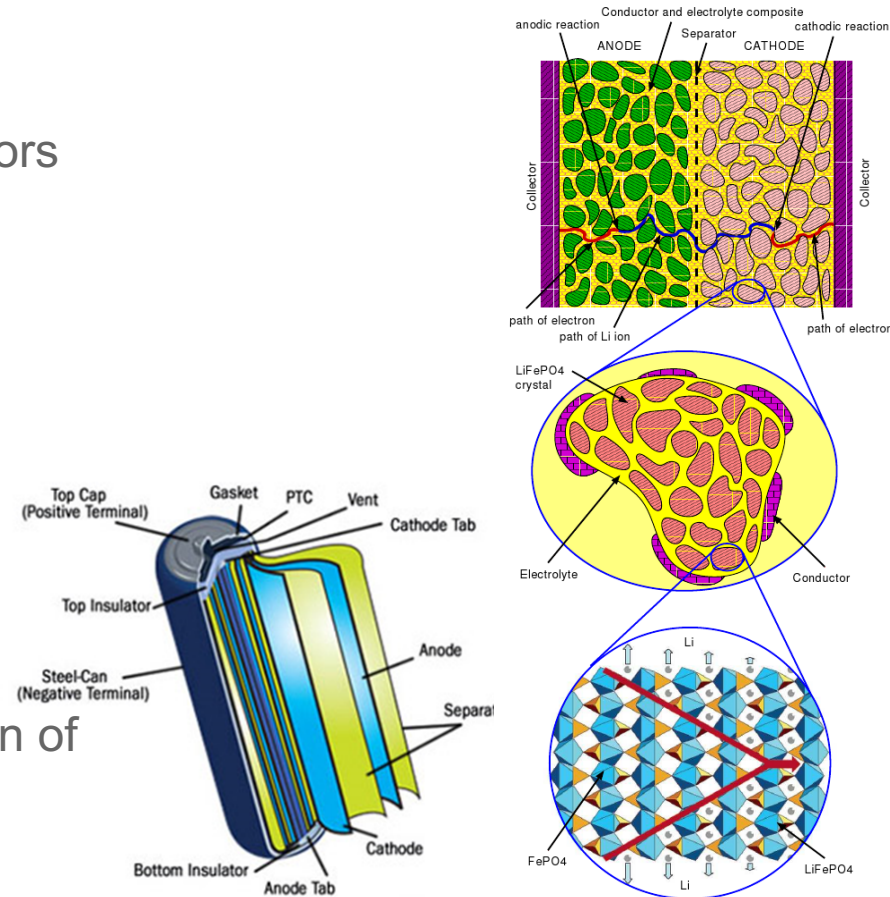 ors
n of
Conductor and electrolyte composite
anodic reaction
Separator
cathodic reaction
ANODE
CATHODE
Collector
Collector
path of electron
path of Li ion
path of electror
LiFePO4
crystal
Electrolyte
Conductor
Li
FePO4
LiFePO4
Li
Top Cap
(Positive Terminal)
Gasket
PTC
Vent
Cathode Tab
Top Insulator
Anode
Steel-Can
(Negative Terminal)
Separat
Cathode
Bottom Insulator
Anode Tab